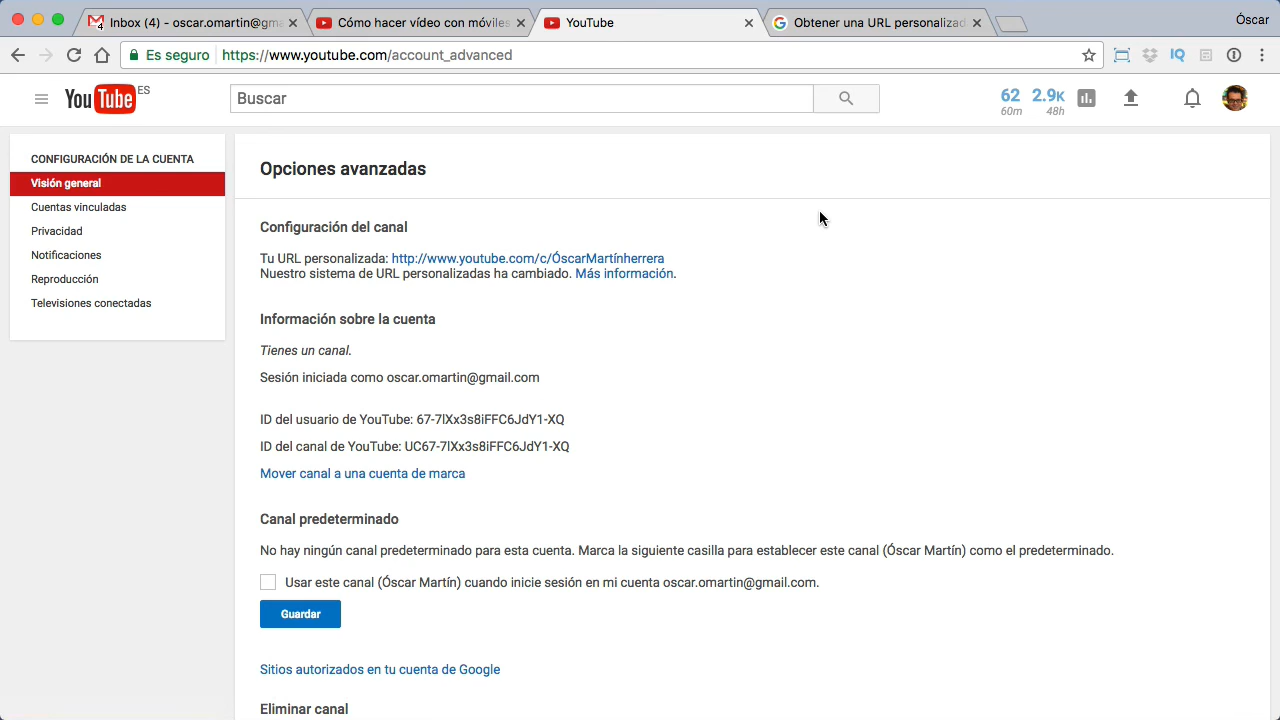 Inbox (4) - oscar.omartin@gma
Cómo hacer vídeo con móviles
YouTube
Obtener una URL personalizad
Óscar
Es seguro
https://www.youtube.com/account_advanced
YouTube ES
Buscar
62
60m
2.9K
48h
CONFIGURACIÓN DE LA CUENTA
Visión general
Cuentas vinculadas
Privacidad
Notificaciones
Reproducción
Televisiones conectadas
Opciones avanzadas
Configuración del canal
Tu URL personalizada: http://www.youtube.com/c/ÓscarMartínherrera
Nuestro sistema de URL personalizadas ha cambiado. Más información.
Información sobre la cuenta
Tienes un canal.
Sesión iniciada como oscar.omartin@gmail.com
ID del usuario de YouTube: 67-7lXx3s8iFFC6JdY1-XQ
ID del canal de YouTube: UC67-7lXx3s8iFFC6JdY1-XQ
Mover canal a una cuenta de marca
Canal predeterminado
No hay ningún canal predeterminado para esta cuenta. Marca la siguiente casilla para establecer este canal (Óscar Martín) como el predeterminado.
Usar este canal (Óscar Martín) cuando inicie sesión en mi cuenta oscar.omartin@gmail.com.
Guardar
Sitios autorizados en tu cuenta de Google
Eliminar canal